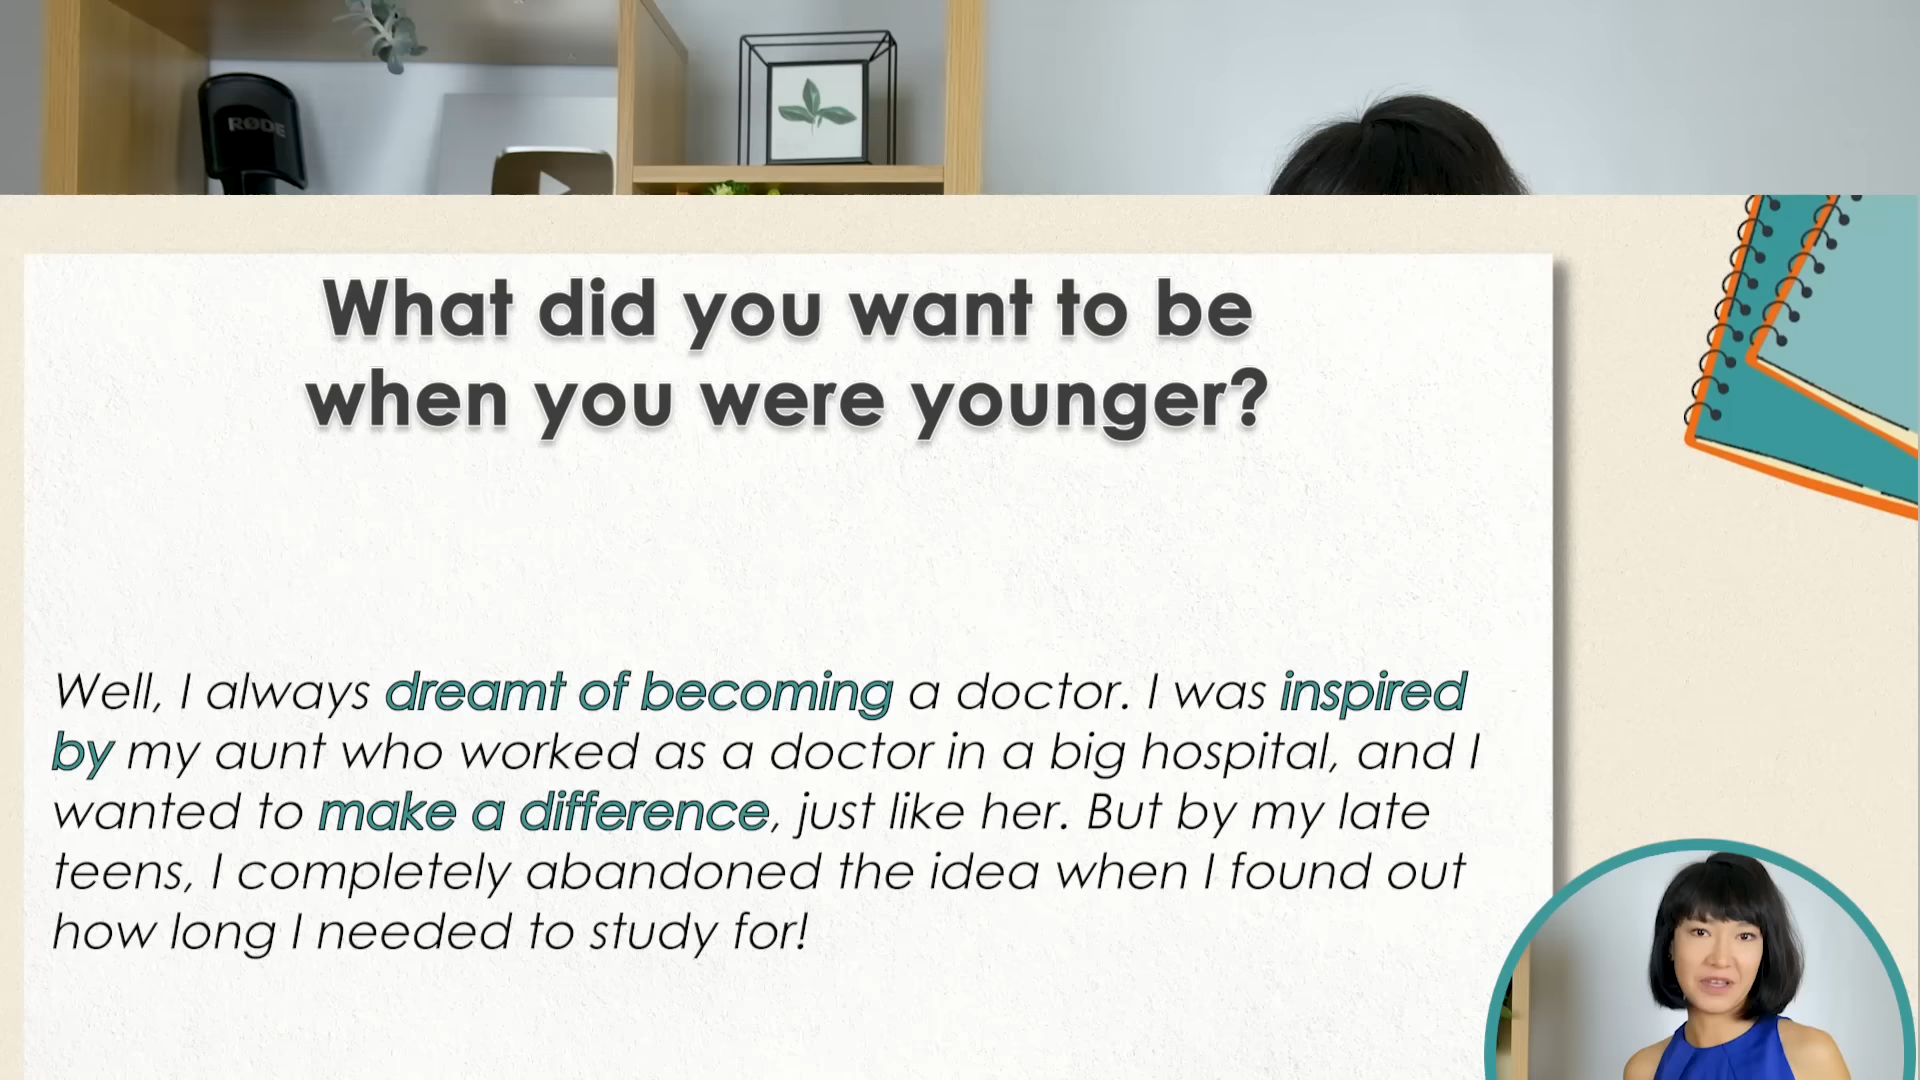 RØDE
What did you want to be
when you were younger?
Well, I always dreamt of becoming a doctor. I was inspired
by my aunt who worked as a doctor in a big hospital, and I
wanted to make a difference, just like her. But by my late
teens, I completely abandoned the idea when I found out
how long I needed to study for!